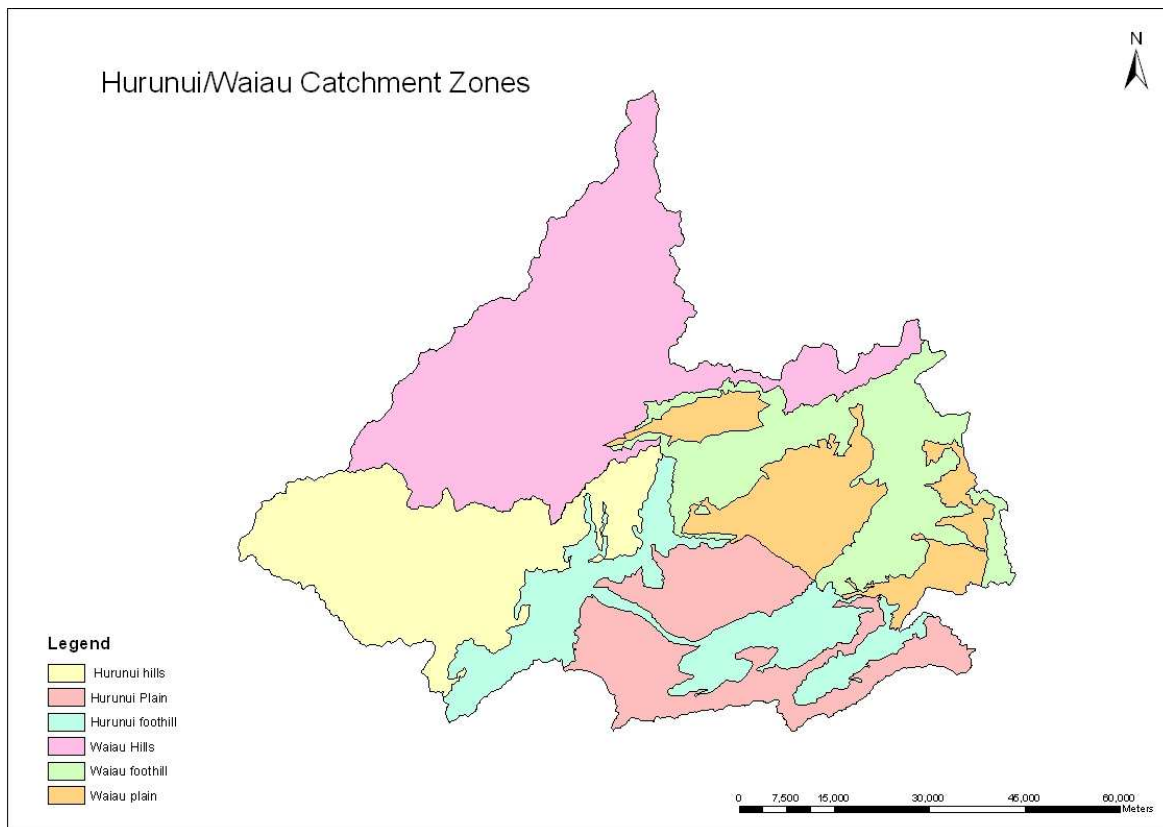 N
Hurunui/Waiau Catchment Zones
Legend
Hurunui hills
Hurunui Plain
Hurunui foothill
Waiau Hills
Waiau foothill
Waiau plain
0 7,500 15,000 30,000 45,000 60,000
Meters